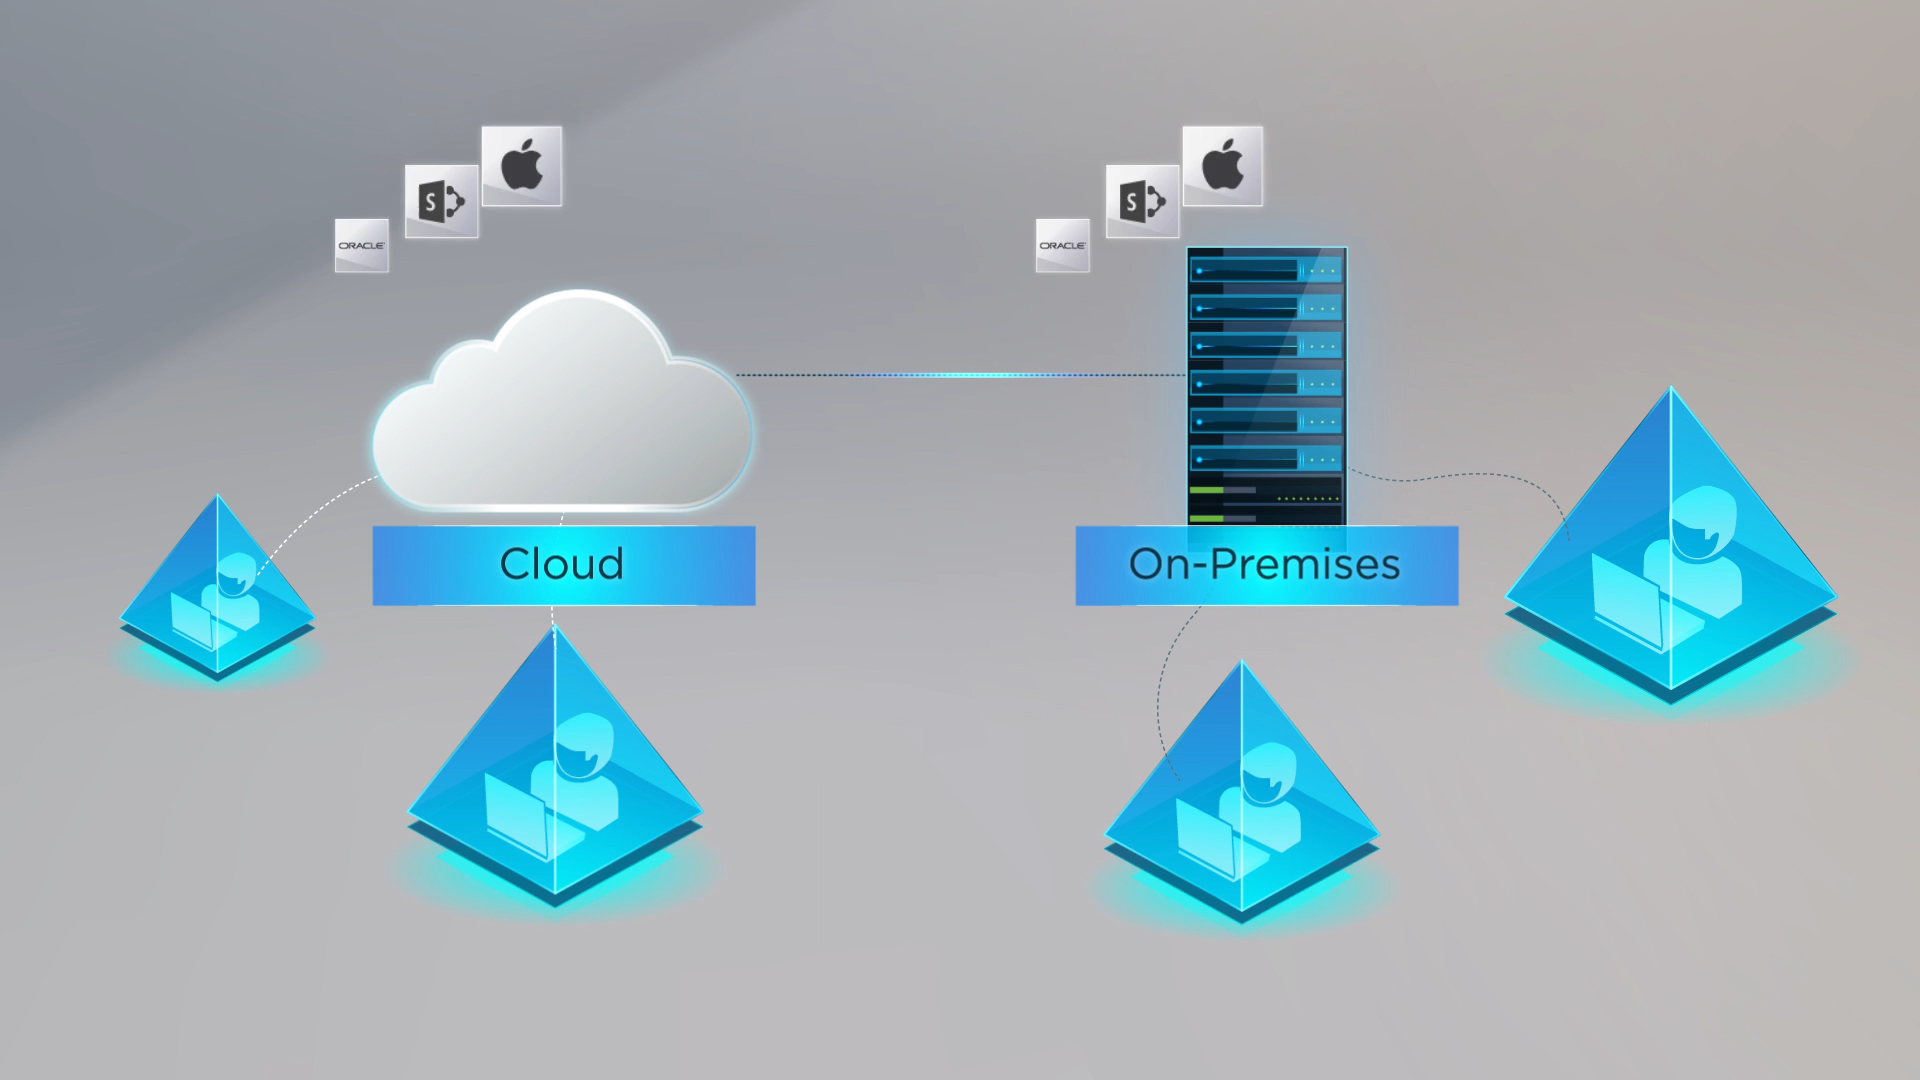 S
ORACLE
S
ORACLE
Cloud
On-Premises